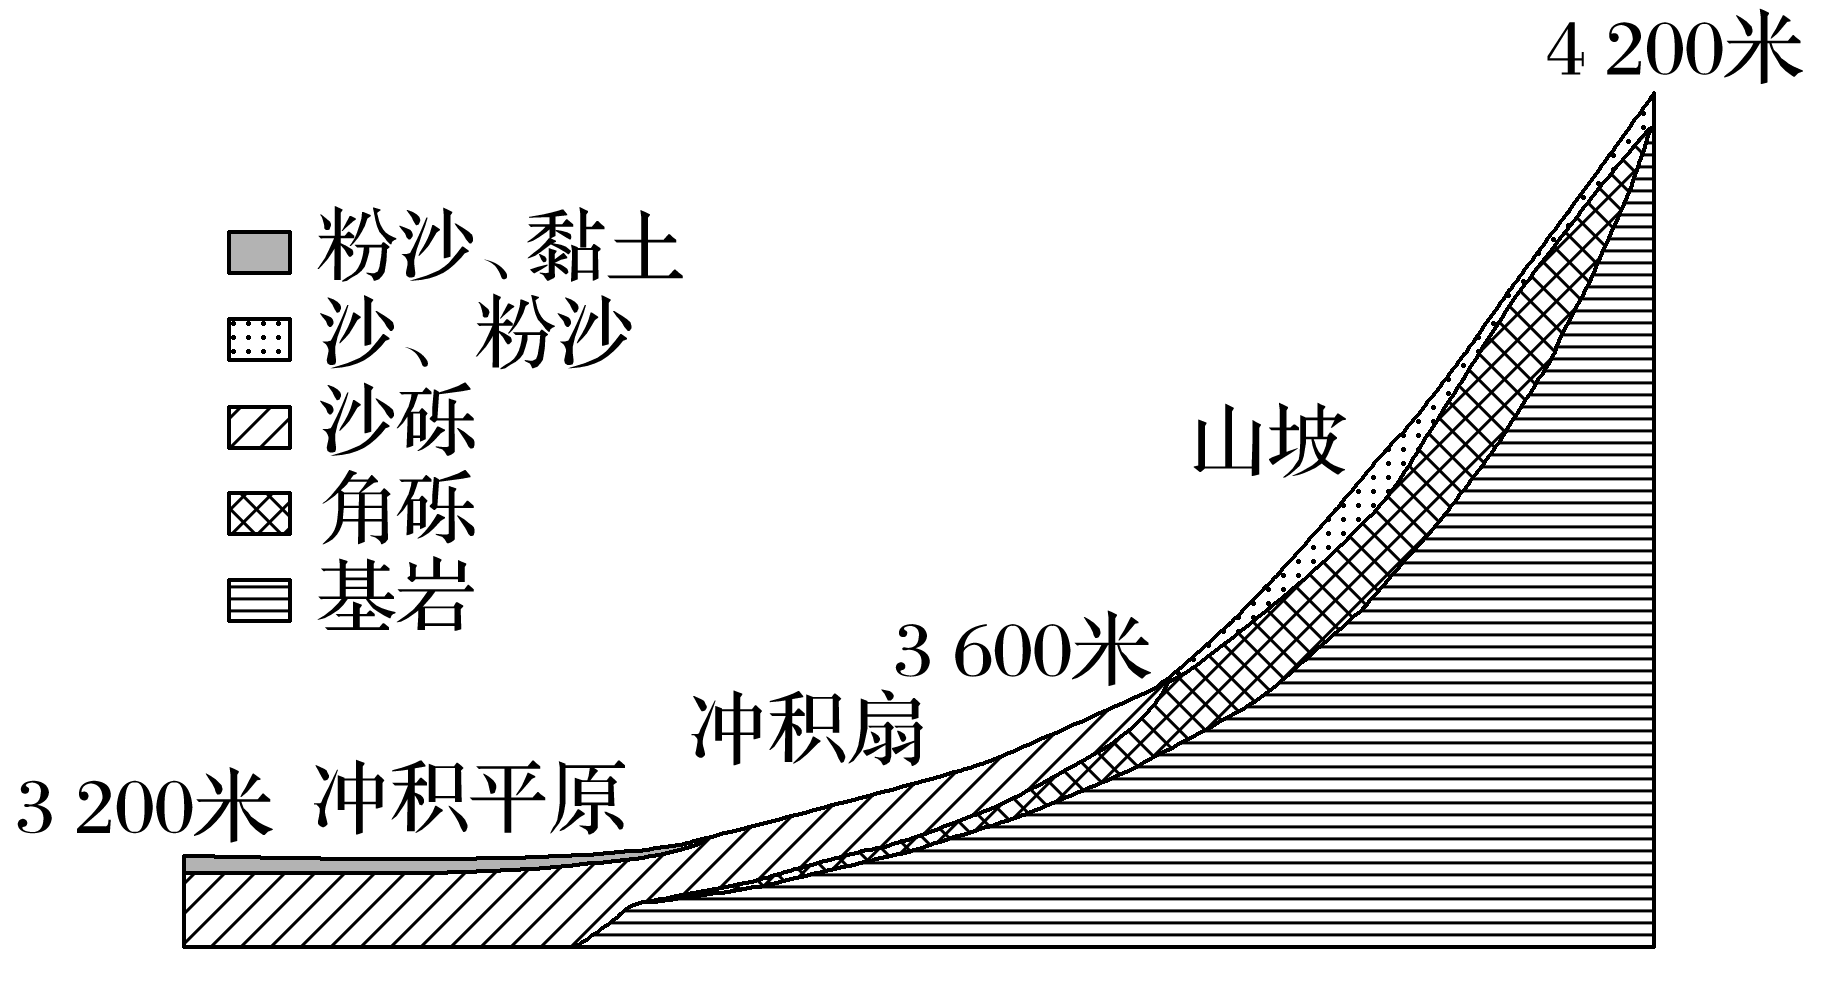 4 200米
粉沙、黏土
沙、粉沙
沙砾
山坡
角砾
基岩
3 600米
冲积扇
3 200米
冲积平原